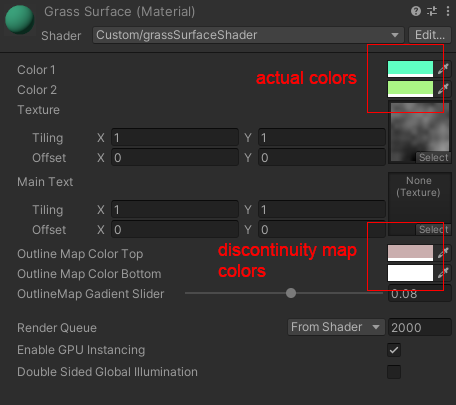 Grass Surface (Material)
Shader Custom/grassSurfaceShader Edit...
Color 1
actual colors
Color 2
Texture
Tiling X 1 Y 1
Offset X 0 Y 0
Select
Main Text
None
(Texture)
Tiling X 1 Y 1
Offset X 0 Y 0
Select
discontinuity map
colors
Outline Map Color Top
Outline Map Color Bottom
OutlineMap Gadient Slider 0.08
Render Queue From Shader 2000
Enable GPU Instancing
Double Sided Global Illumination